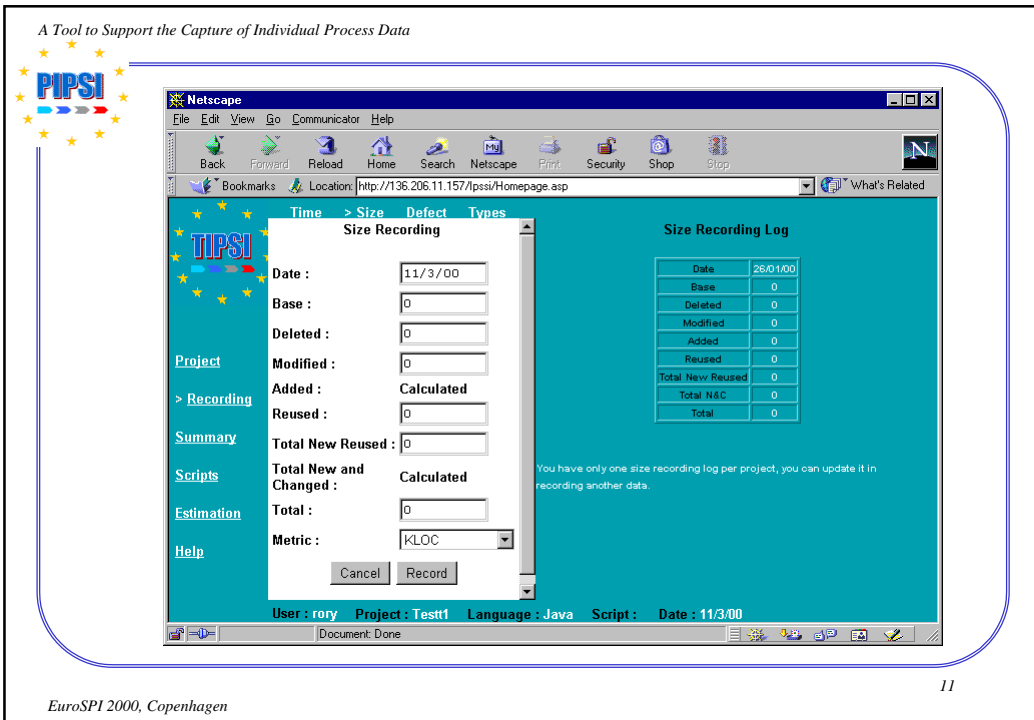 A Tool to Support the Capture of Individual Process Data
PIPSI
Netscape
File Edit View Go Communicator Help
Back Forward Reload Home Search Netscape Print Security Shop Stop
My
N
Bookmarks Location: http://136.206.11.157/Ipssi/Homepage.asp What's Related
Time > Size Defect Types
TIPSI
Project
> Recording
Summary
Scripts
Estimation
Help
Size Recording
Date : 11/3/00
Base : 0
Deleted : 0
Modified : 0
Added : Calculated
Reused : 0
Total New Reused : 0
Total New and
Changed : Calculated
Total : 0
Metric : KLOC
Cancel Record
Size Recording Log
Date 26/01/00
Base 0
Deleted 0
Modified 0
Added 0
Reused 0
Total New Reused 0
Total N&C 0
Total 0
You have only one size recording log per project, you can update it in
recording another data.
User : rory Project : Testt1 Language : Java Script : Date : 11/3/00
Document: Done
11
EuroSPI 2000, Copenhagen